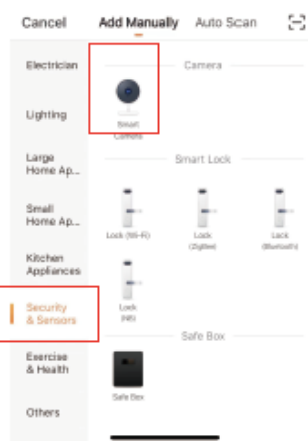 Cancel
Add Manually
Auto Scan
Electrician
Lighting
Large
Home Ap...
Small
Home Ap...
Kitchen
Appliances
Security
& Sensors
Exercise
& Health
Others
Camera
Smart
Camera
Smart Lock
Lock (Wi-Fi)
Lock
(ZigBee)
Lock
(Bluetooth)
Lock
Safe Box
Safe Box